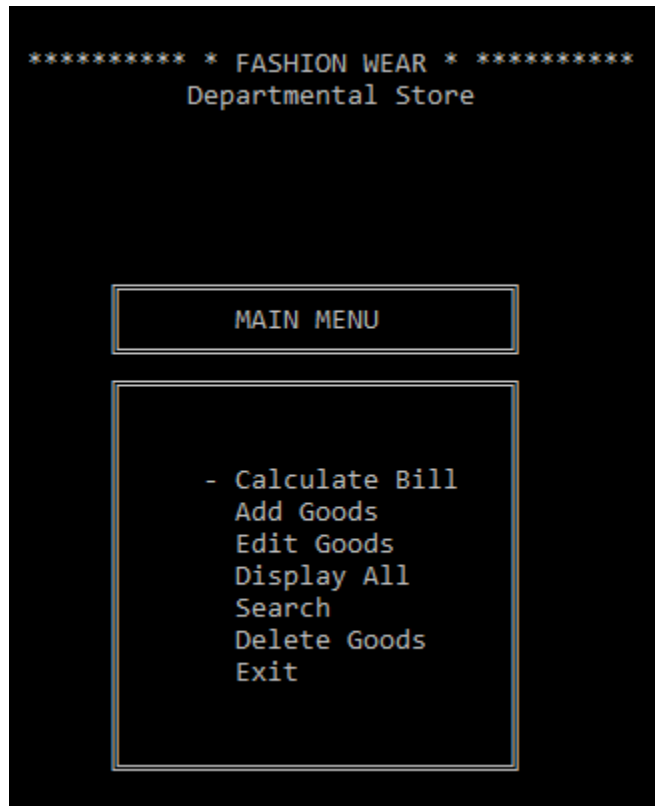 ********** * FASHION WEAR * **********
Departmental Store
MAIN MENU
- Calculate Bill
Add Goods
Edit Goods
Display All
Search
Delete Goods
Exit